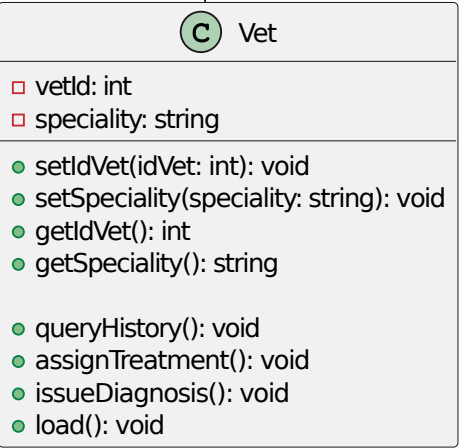 C Vet
vetId: int
speciality: string
setIdVet(idVet: int): void
setSpeciality(speciality: string): void
getIdVet(): int
getSpeciality(): string
queryHistory(): void
assignTreatment(): void
issueDiagnosis(): void
load(): void